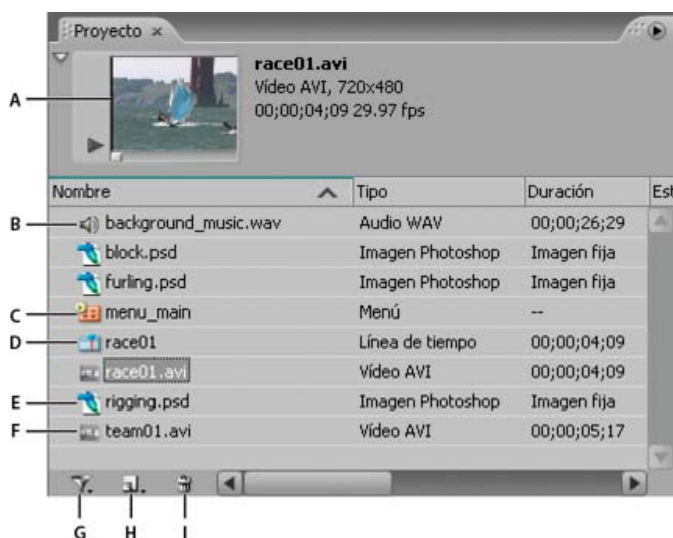 Proyecto ×
race01.avi
Vídeo AVI, 720x480
00;00;04;09 29.97 fps
A
Nombre Tipo Duración Est
B background_music.wav Audio WAV 00;00;26;29
block.psd Imagen Photoshop Imagen fija
furling.psd Imagen Photoshop Imagen fija
C menu_main Menú --
D race01 Línea de tiempo 00;00;04;09
race01.avi Vídeo AVI 00;00;04;09
E rigging.psd Imagen Photoshop Imagen fija
F team01.avi Vídeo AVI 00;00;05;17
G H I